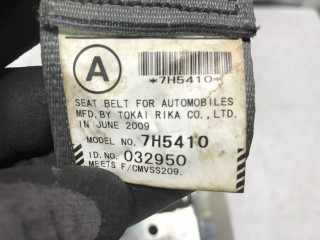 A
*7H5410*
SEAT BELT FOR AUTOMOBILES
MFD. BY TOKAI RIKA CO., LTD.
IN JUNE 2009
MODEL NO. 7H5410
ID. NO. 032950
MEETS F/CMVSS209.